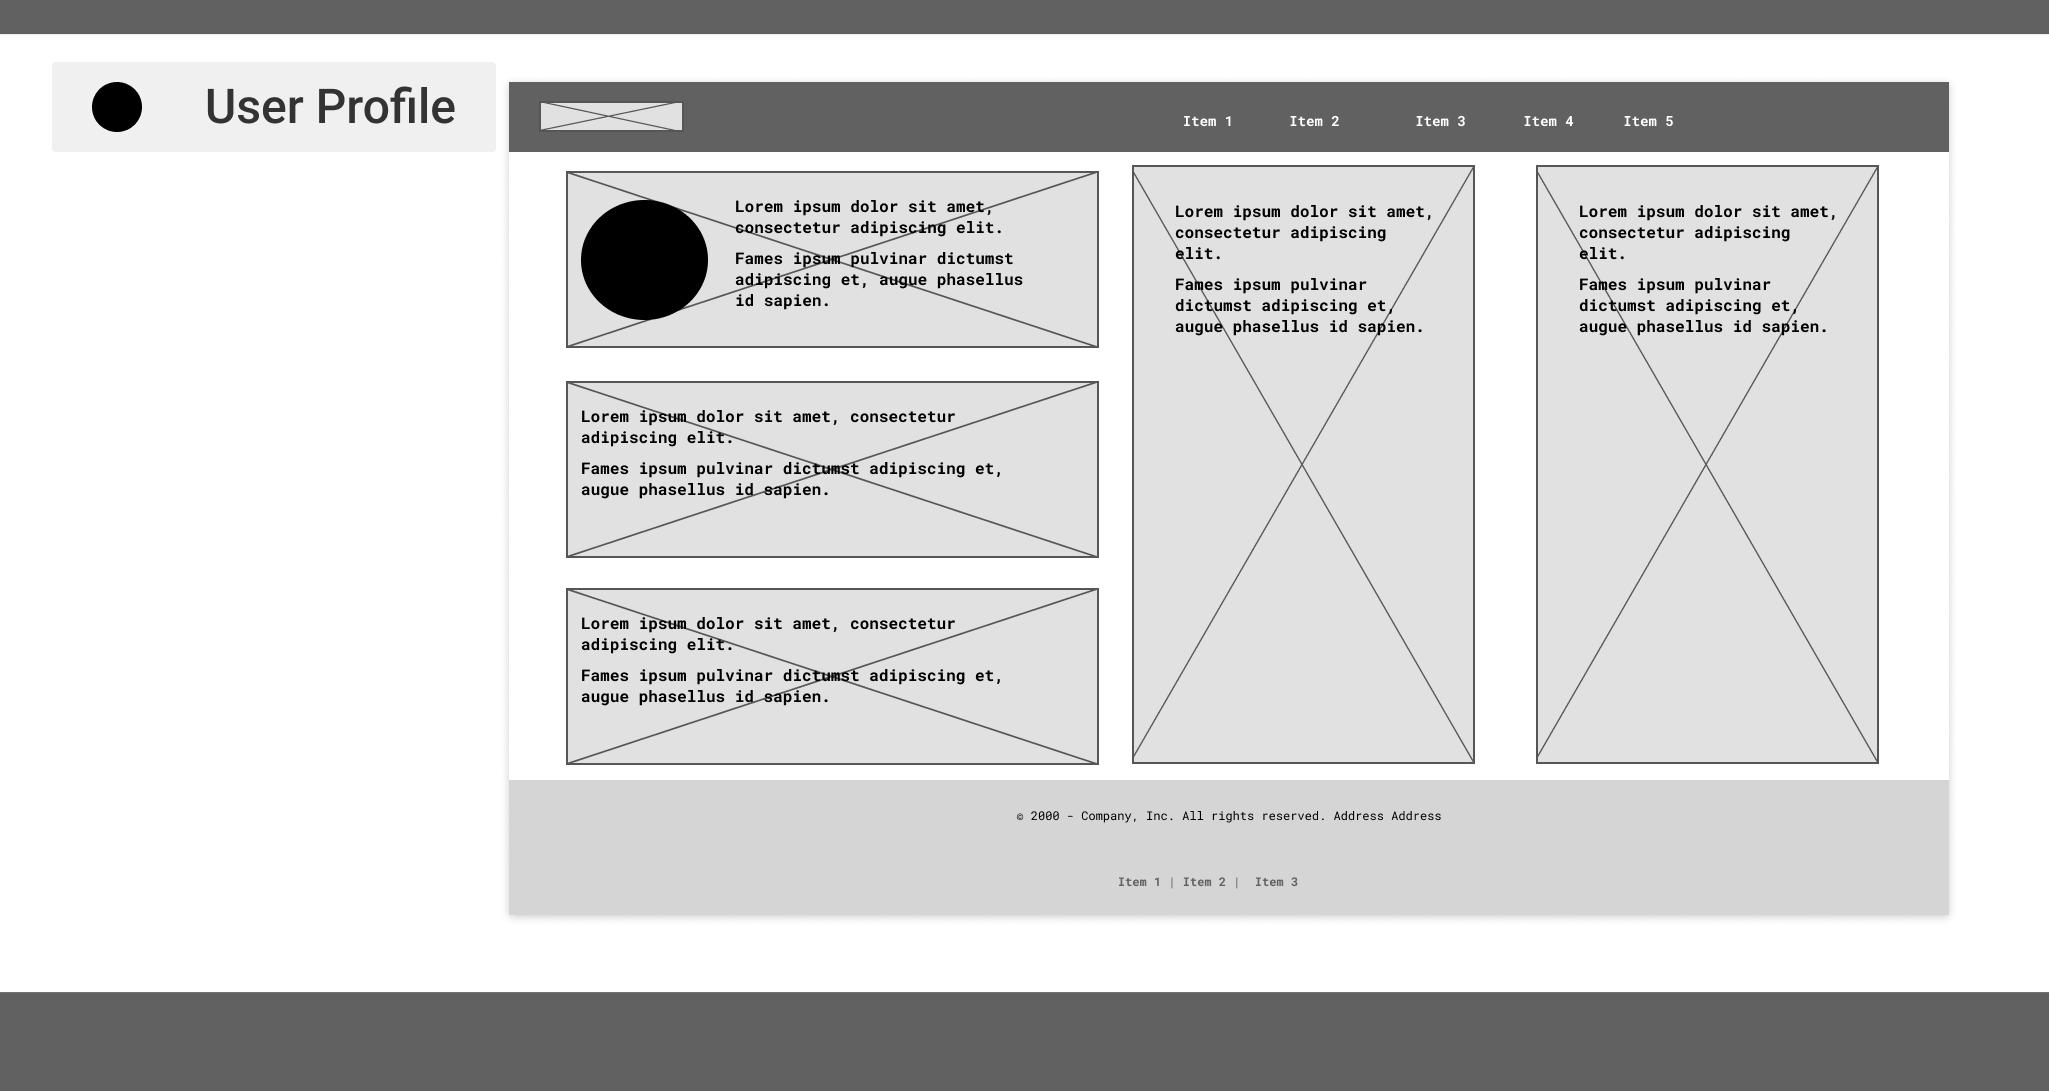 User Profile
Item 1 Item 2 Item 3 Item 4 Item 5
Lorem ipsum dolor sit amet,
consectetur adipiscing elit.
Fames ipsum pulvinar dictumst
adipiscing et, augue phasellus
id sapien.
Lorem ipsum dolor sit amet, consectetur
adipiscing elit.
Fames ipsum pulvinar dictumst adipiscing et,
augue phasellus id sapien.
Lorem ipsum dolor sit amet, consectetur
adipiscing elit.
Fames ipsum pulvinar dictumst adipiscing et,
augue phasellus id sapien.
Lorem ipsum dolor sit amet,
consectetur adipiscing
elit.
Fames ipsum pulvinar
dictumst adipiscing et,
augue phasellus id sapien.
Lorem ipsum dolor sit amet,
consectetur adipiscing
elit.
Fames ipsum pulvinar
dictumst adipiscing et,
augue phasellus id sapien.
© 2000 - Company, Inc. All rights reserved. Address Address
Item 1 | Item 2 | Item 3